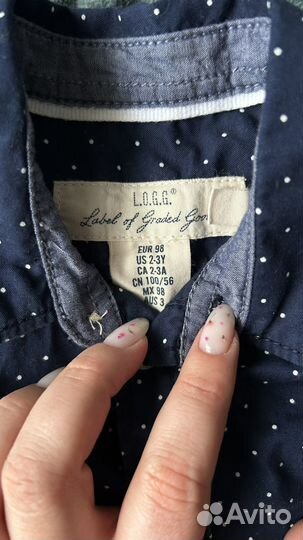 L.O.G.G.®
Label of Graded Goo
EUR 98
US 2-3Y
CA 2-3A
CN 100/56
MX 98
AUS 3
Avito